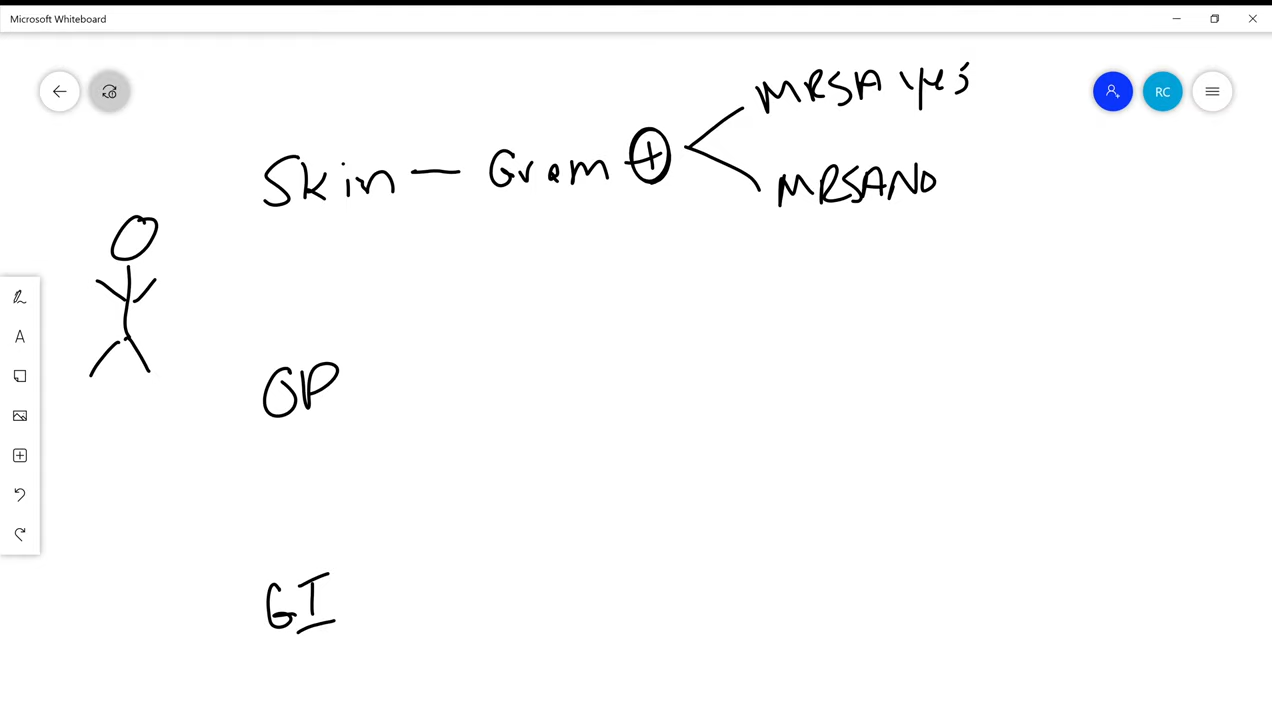 Microsoft Whiteboard
RC
MRSA yes
Skin — Gram +
MRSA NO
OP
GI